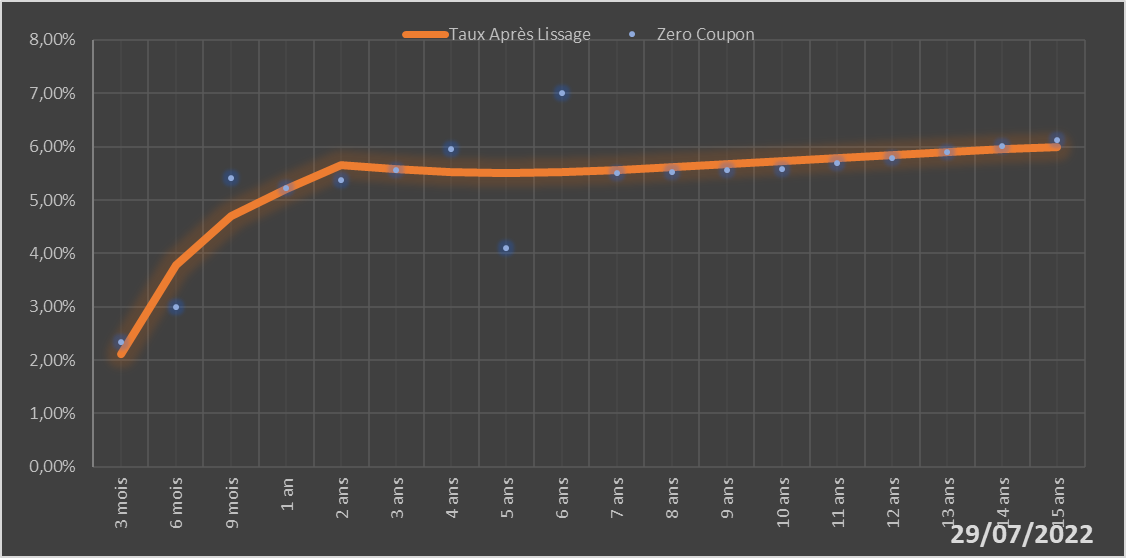 Taux Après Lissage Zero Coupon
8,00%
7,00%
6,00%
5,00%
4,00%
3,00%
2,00%
1,00%
0,00%
3 mois
6 mois
9 mois
1 an
2 ans
3 ans
4 ans
5 ans
6 ans
7 ans
8 ans
9 ans
10 ans
11 ans
12 ans
13 ans
14 ans
15 ans
29/07/2022